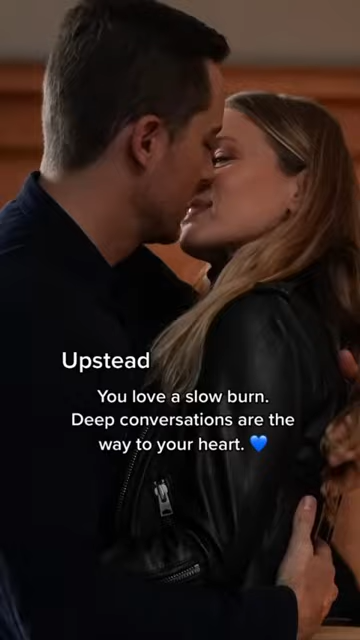 Upstead
You love a slow burn.
Deep conversations are the
way to your heart. 💙